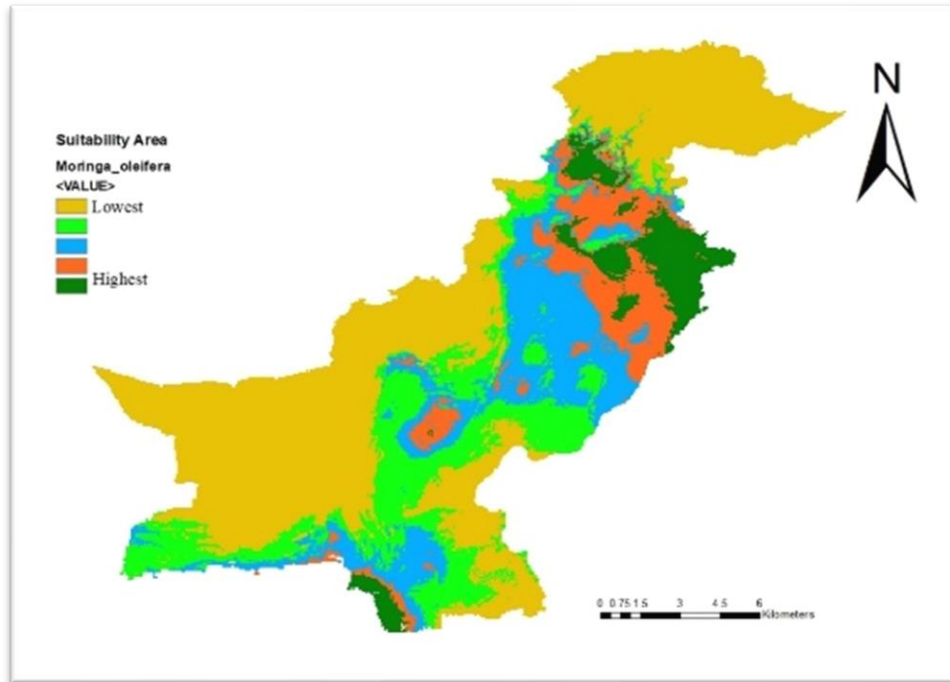 N
Suitability Area
Moringa_oleifera
<VALUE>
Lowest
Highest
0 0.75 1.5 3 4.5 6
Kilometers